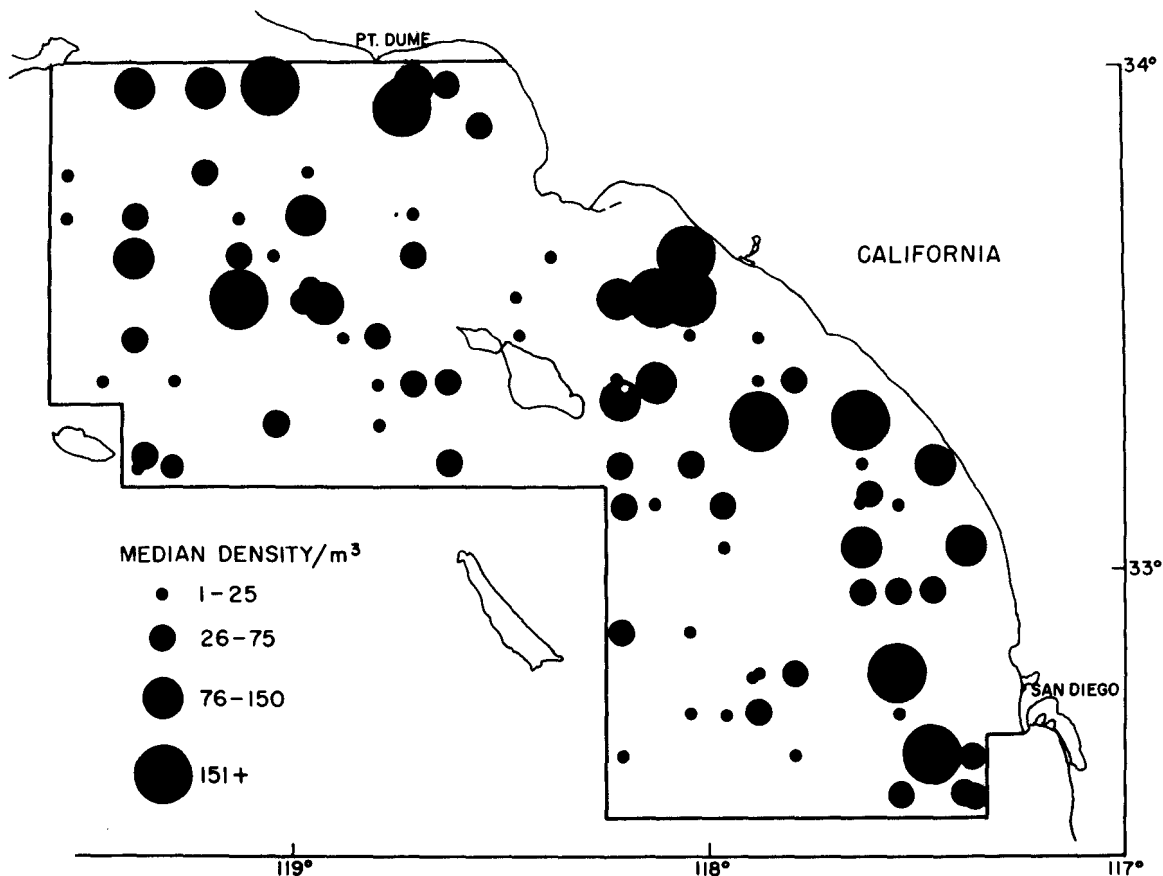 PT. DUME
34°
CALIFORNIA
MEDIAN DENSITY/m³
1-25
26-75
76-150
151+
33°
SAN DIEGO
119°
118°
117°